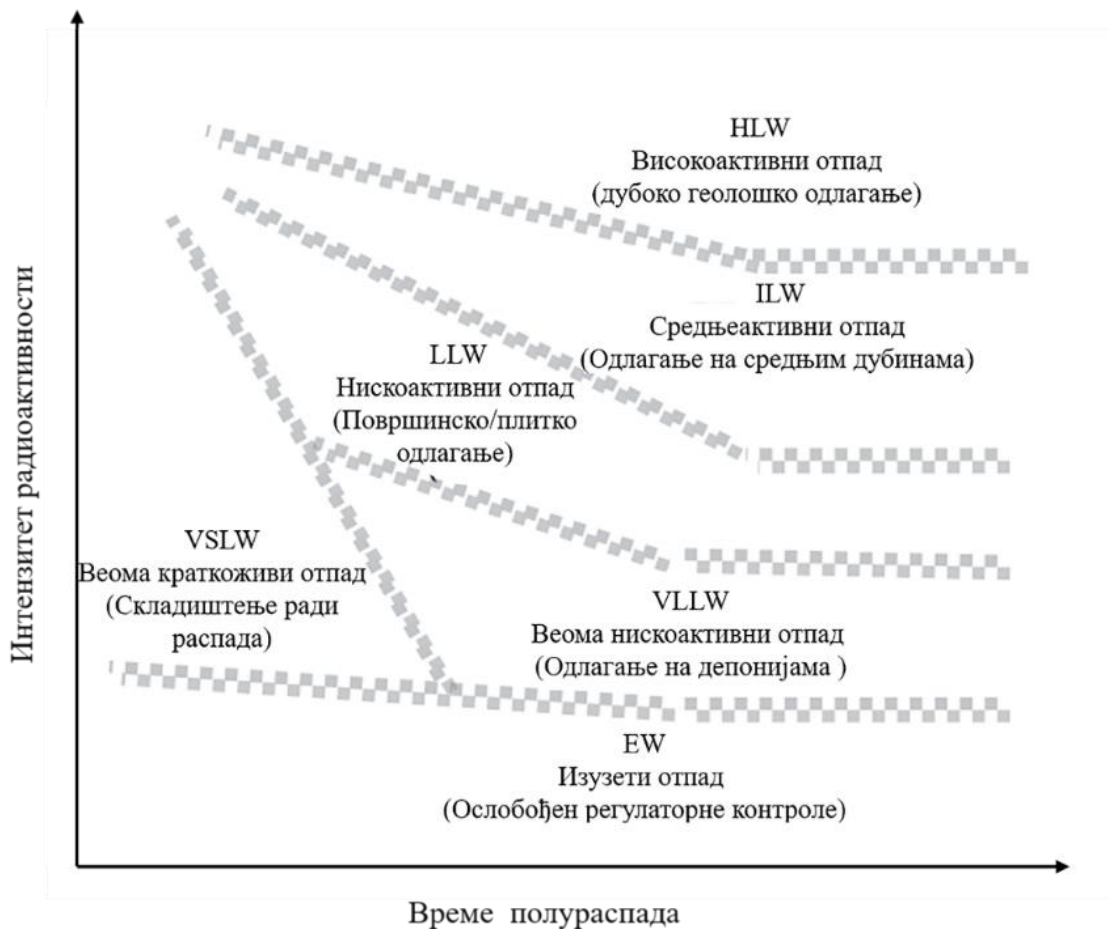 Интензитет радиоактивности
HLW
Високоактивни отпад
(дубоко геолошко одлагање)
ILW
Средњеактивни отпад
(Одлагање на средњим дубинама)
LLW
Нискоактивни отпад
(Површинско/плитко
одлагање)
VSLW
Веома краткоживи отпад
(Складиштење ради
распада)
VLLW
Веома нискоактивни отпад
(Одлагање на депонијама )
EW
Изузети отпад
(Ослобођен регулаторне контроле)
Време полураспада